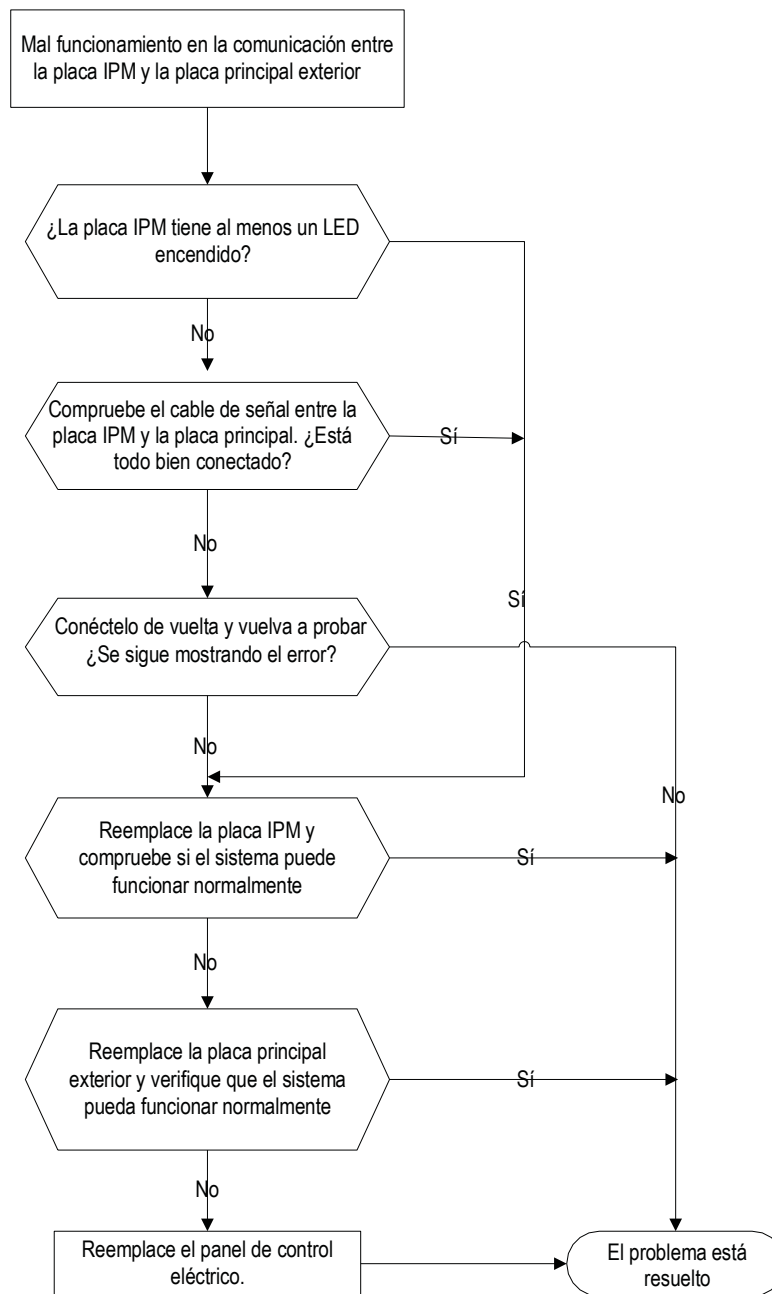 Mal funcionamiento en la comunicación entre
la placa IPM y la placa principal exterior
¿La placa IPM tiene al menos un LED
encendido?
No
Compruebe el cable de señal entre la
placa IPM y la placa principal. ¿Está
todo bien conectado?
Sí
No
Sí
Conéctelo de vuelta y vuelva a probar
¿Se sigue mostrando el error?
No
No
Reemplace la placa IPM y
compruebe si el sistema puede
funcionar normalmente
Sí
No
Reemplace la placa principal
exterior y verifique que el sistema
pueda funcionar normalmente
Sí
No
Reemplace el panel de control
eléctrico.
El problema está
resuelto